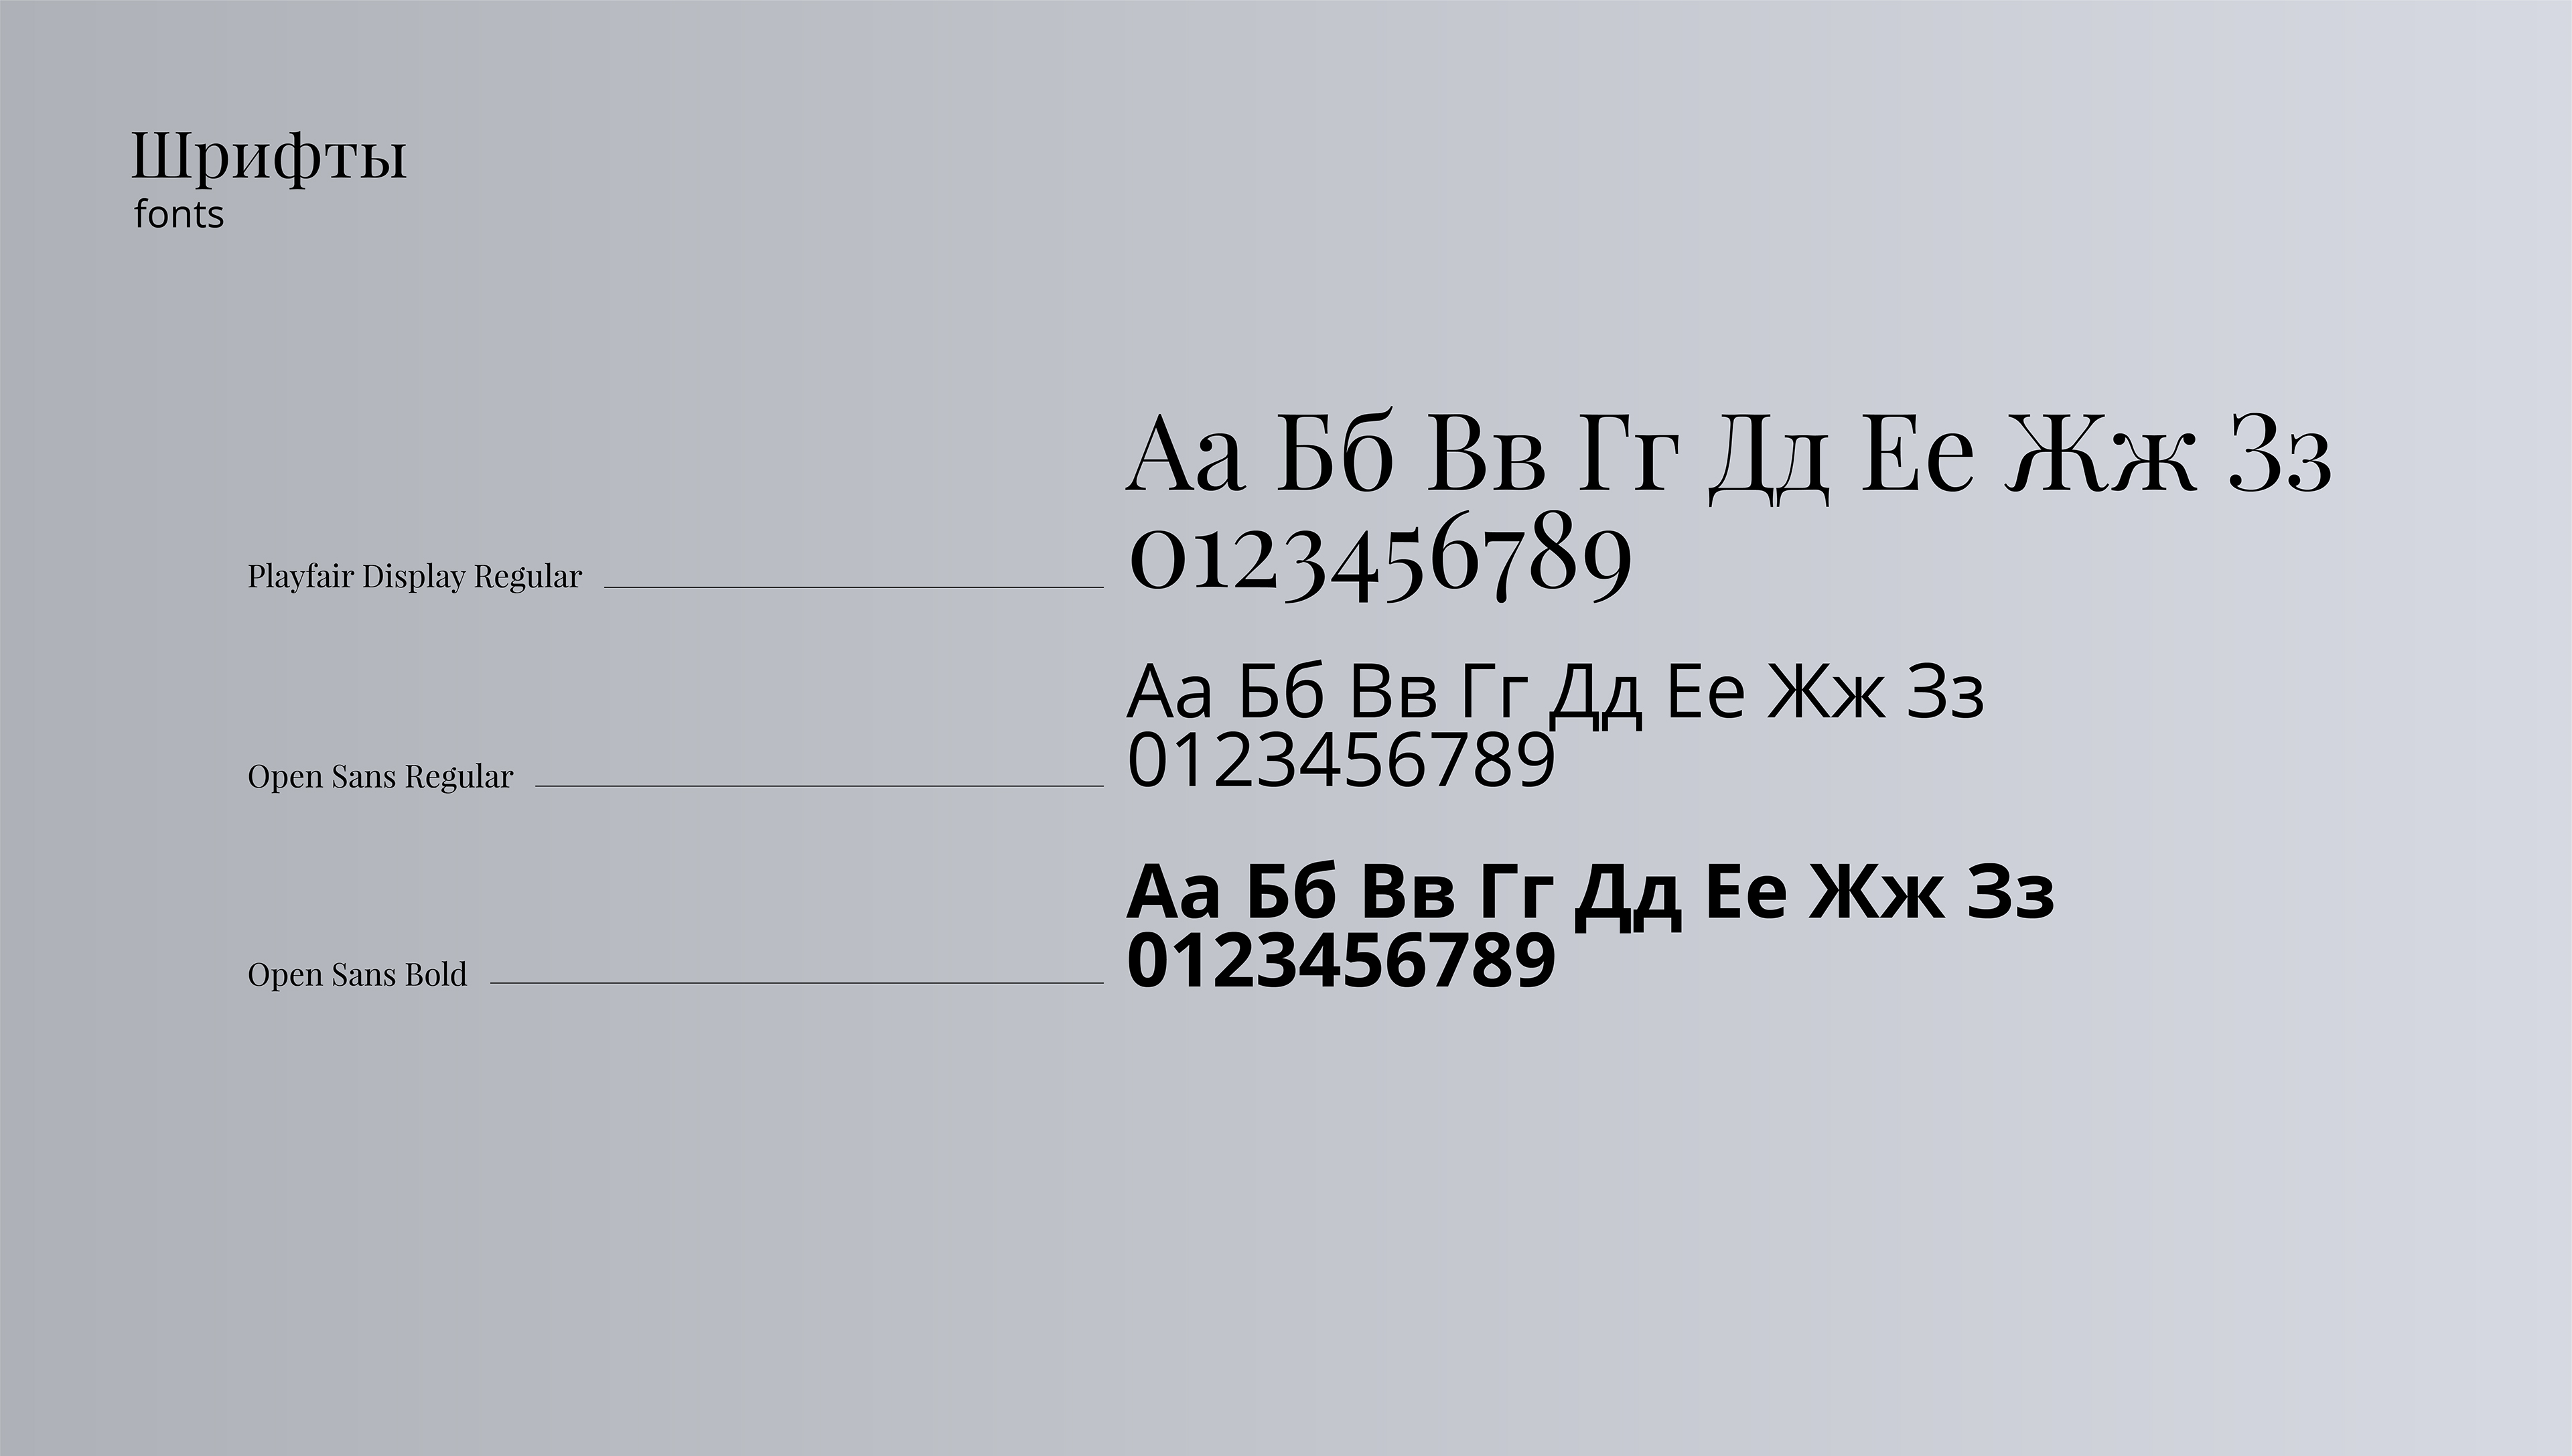 Шрифты
fonts
Аа Бб Вв Гг Дд Ее Жж Зз
Playfair Display Regular
0123456789
Аа Бб Вв Гг Дд Ее Жж Зз
Open Sans Regular
0123456789
Аа Бб Вв Гг Дд Ее Жж Зз
Open Sans Bold
0123456789